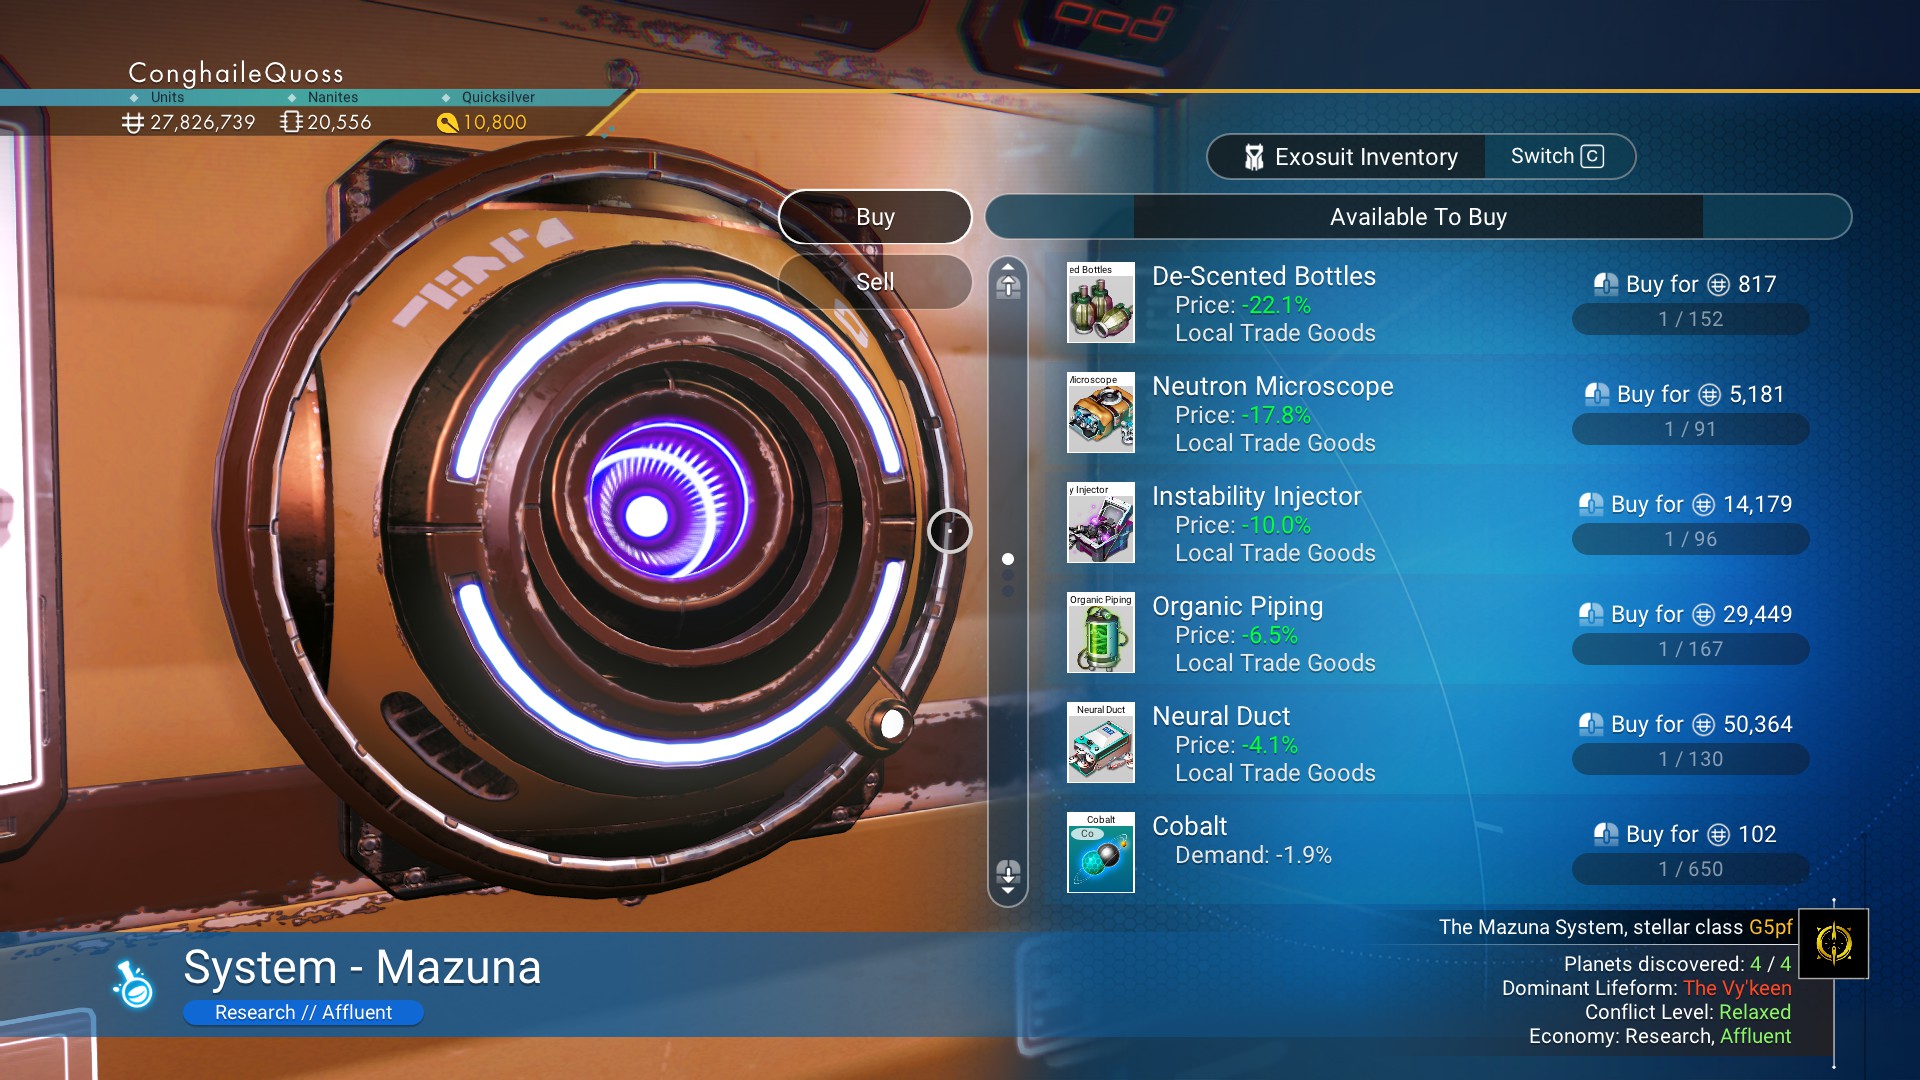 ConghaileQuoss
Units
Nanites
Quicksilver
27,826,739
20,556
10,800
Exosuit Inventory
Switch C
Buy
Available To Buy
Sell
ed Bottles
De-Scented Bottles
Price: -22.1%
Local Trade Goods
Buy for 817
1 / 152
Microscope
Neutron Microscope
Price: -17.8%
Local Trade Goods
Buy for 5,181
1 / 91
y Injector
Instability Injector
Price: -10.0%
Local Trade Goods
Buy for 14,179
1 / 96
Organic Piping
Organic Piping
Price: -6.5%
Local Trade Goods
Buy for 29,449
1 / 167
Neural Duct
Neural Duct
Price: -4.1%
Local Trade Goods
Buy for 50,364
1 / 130
Cobalt
Co
Cobalt
Demand: -1.9%
Buy for 102
1 / 650
System - Mazuna
Research // Affluent
The Mazuna System, stellar class G5pf
Planets discovered: 4 / 4
Dominant Lifeform: The Vy'keen
Conflict Level: Relaxed
Economy: Research, Affluent